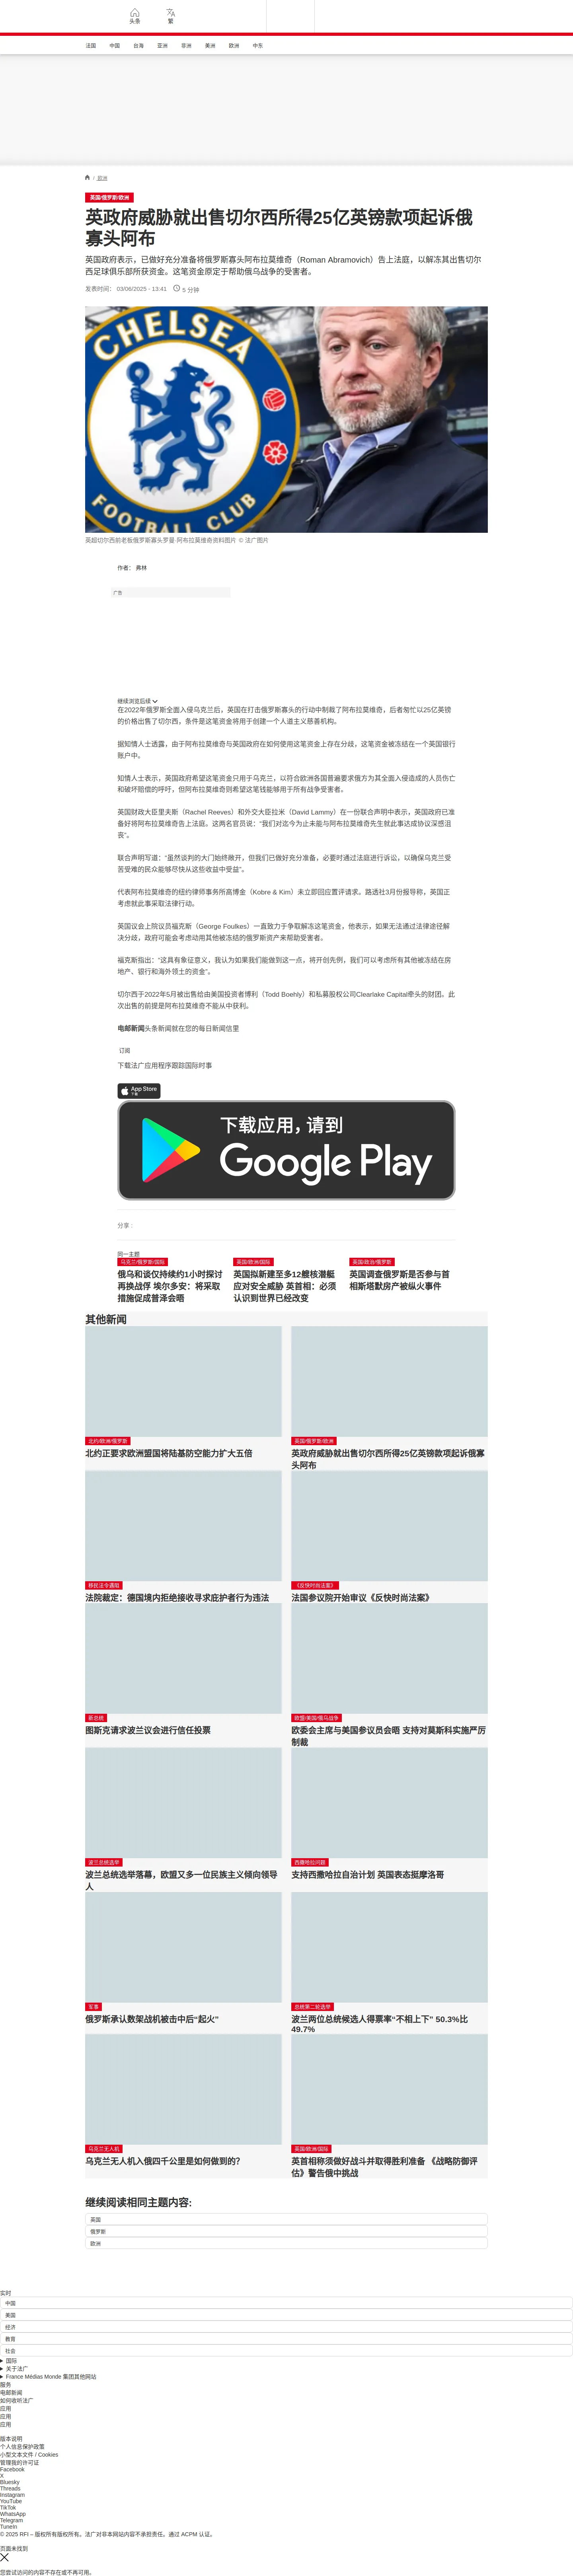 头条
繁
法国
中国
台海
亚洲
非洲
美洲
欧洲
中东
/ 欧洲
英国/俄罗斯/欧洲
英政府威胁就出售切尔西所得25亿英镑款项起诉俄
寡头阿布
英国政府表示，已做好充分准备将俄罗斯寡头阿布拉莫维奇（Roman Abramovich）告上法庭，以解冻其出售切尔
西足球俱乐部所获资金。这笔资金原定于帮助俄乌战争的受害者。
发表时间： 03/06/2025 - 13:41
5 分钟
CHELSEA
FOOTBALL CLUB
英超切尔西前老板俄罗斯寡头罗曼·阿布拉莫维奇资料图片 © 法广图片
作者： 弗林
广告
继续浏览后续
在2022年俄罗斯全面入侵乌克兰后，英国在打击俄罗斯寡头的行动中制裁了阿布拉莫维奇，后者匆忙以25亿英镑
的价格出售了切尔西，条件是这笔资金将用于创建一个人道主义慈善机构。
据知情人士透露，由于阿布拉莫维奇与英国政府在如何使用这笔资金上存在分歧，这笔资金被冻结在一个英国银行
账户中。
知情人士表示，英国政府希望这笔资金只用于乌克兰，以符合欧洲各国普遍要求俄方为其全面入侵造成的人员伤亡
和破坏赔偿的呼吁，但阿布拉莫维奇则希望这笔钱能够用于所有战争受害者。
英国财政大臣里夫斯（Rachel Reeves）和外交大臣拉米（David Lammy）在一份联合声明中表示，英国政府已准
备好将阿布拉莫维奇告上法庭。这两名官员说：“我们对迄今为止未能与阿布拉莫维奇先生就此事达成协议深感沮
丧”。
联合声明写道：“虽然谈判的大门始终敞开，但我们已做好充分准备，必要时通过法庭进行诉讼，以确保乌克兰受
苦受难的民众能够尽快从这些收益中受益”。
代表阿布拉莫维奇的纽约律师事务所高博金（Kobre & Kim）未立即回应置评请求。路透社3月份报导称，英国正
考虑就此事采取法律行动。
英国议会上院议员福克斯（George Foulkes）一直致力于争取解冻这笔资金，他表示，如果无法通过法律途径解
决分歧，政府可能会考虑动用其他被冻结的俄罗斯资产来帮助受害者。
福克斯指出：“这具有象征意义，我认为如果我们能做到这一点，将开创先例，我们可以考虑所有其他被冻结在房
地产、银行和海外领土的资金”。
切尔西于2022年5月被出售给由美国投资者博利（Todd Boehly）和私募股权公司Clearlake Capital牵头的财团。此
次出售的前提是阿布拉莫维奇不能从中获利。
电邮新闻头条新闻就在您的每日新闻信里
订阅
下载法广应用程序跟踪国际时事
App Store
下载
下载应用，请到
Google Play
分享 :
同一主题
乌克兰/俄罗斯/国际
俄乌和谈仅持续约1小时探讨
再换战俘 埃尔多安：将采取
措施促成普泽会晤
英国/欧洲/国际
英国拟新建至多12艘核潜艇
应对安全威胁 英首相：必须
认识到世界已经改变
英国/政治/俄罗斯
英国调查俄罗斯是否参与首
相斯塔默房产被纵火事件
其他新闻
北约/欧洲/俄罗斯
北约正要求欧洲盟国将陆基防空能力扩大五倍
英国/俄罗斯/欧洲
英政府威胁就出售切尔西所得25亿英镑款项起诉俄寡
头阿布
移民法令遇阻
法院裁定：德国境内拒绝接收寻求庇护者行为违法
《反快时尚法案》
法国参议院开始审议《反快时尚法案》
新总统
图斯克请求波兰议会进行信任投票
欧盟/美国/俄乌战争
欧委会主席与美国参议员会晤 支持对莫斯科实施严厉
制裁
波兰总统选举
波兰总统选举落幕，欧盟又多一位民族主义倾向领导
人
西撒哈拉问题
支持西撒哈拉自治计划 英国表态挺摩洛哥
军事
俄罗斯承认数架战机被击中后“起火”
总统第二轮选举
波兰两位总统候选人得票率“不相上下” 50.3%比
49.7%
乌克兰无人机
乌克兰无人机入俄四千公里是如何做到的?
英国/欧洲/国际
英首相称须做好战斗并取得胜利准备 《战略防御评
估》警告俄中挑战
继续阅读相同主题内容:
英国
俄罗斯
欧洲
实时
中国
美国
经济
教育
社会
国际
关于法广
France Médias Monde 集团其他网站
服务
电邮新闻
如何收听法广
应用
应用
应用
版本说明
个人信息保护政策
小型文本文件 / Cookies
管理我的许可证
Facebook
X
Bluesky
Threads
Instagram
YouTube
TikTok
WhatsApp
Telegram
TuneIn
© 2025 RFI – 版权所有版权所有。法广对非本网站内容不承担责任。通过 ACPM 认证。
页面未找到
您尝试访问的内容不存在或不再可用。